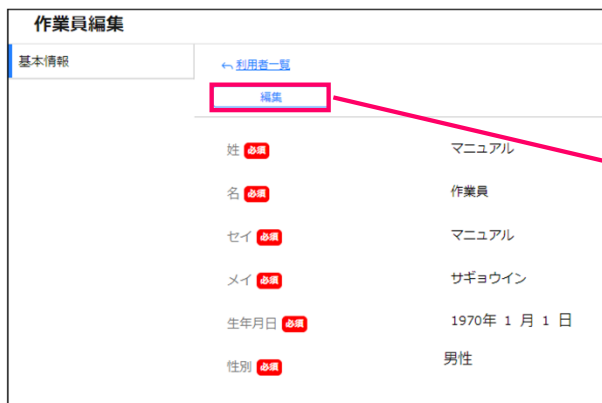 作業員編集
基本情報
利用者一覧
編集
姓 必須 マニュアル
名 必須 作業員
セイ 必須 マニュアル
メイ 必須 サギョウイン
生年月日 必須 1970年 1 月 1 日
性別 必須 男性